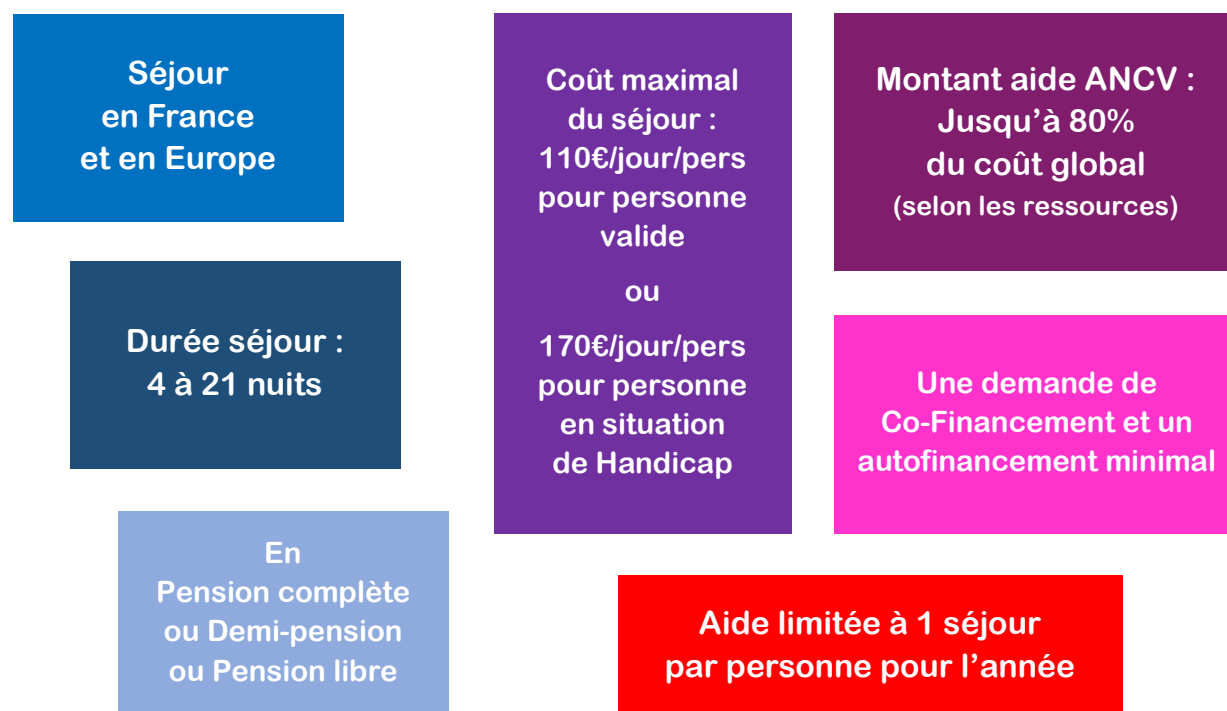 Séjour
en France
et en Europe
Durée séjour :
4 à 21 nuits
En
Pension complète
ou Demi-pension
ou Pension libre
Coût maximal
du séjour :
110€/jour/pers
pour personne
valide
ou
170€/jour/pers
pour personne
en situation
de Handicap
Montant aide ANCV :
Jusqu’à 80%
du coût global
(selon les ressources)
Une demande de
Co-Financement et un
autofinancement minimal
Aide limitée à 1 séjour
par personne pour l’année